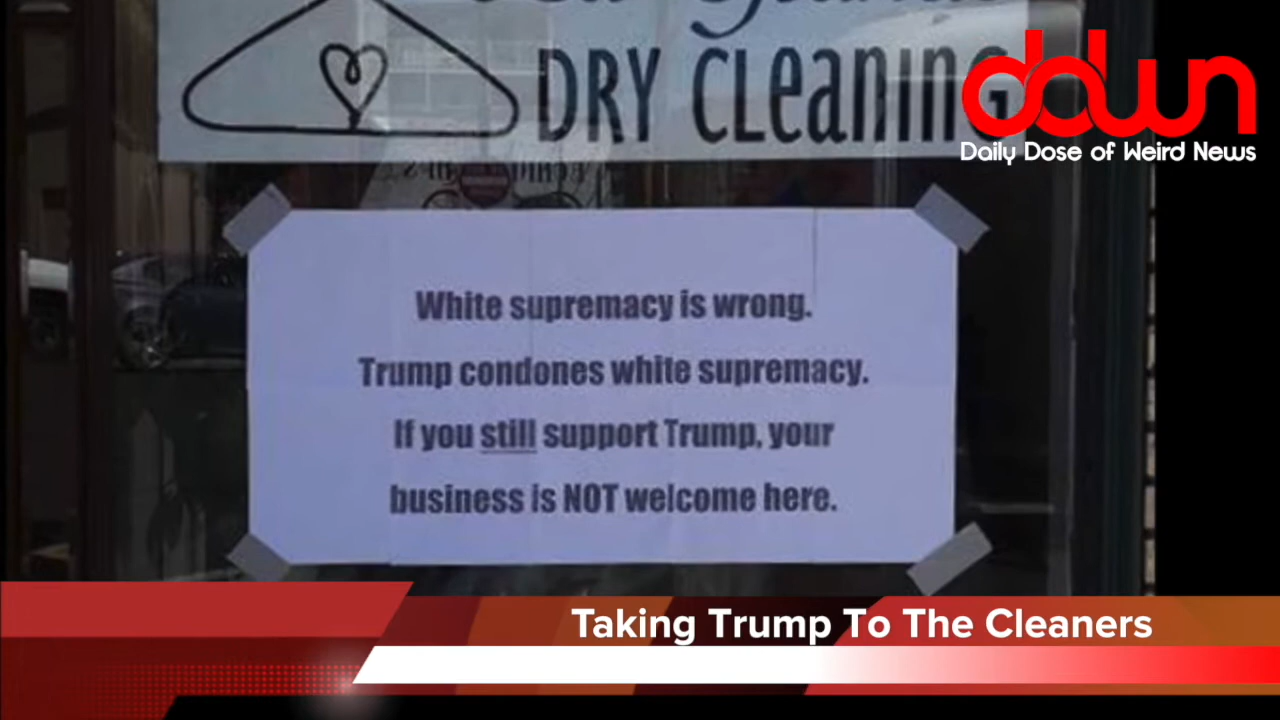 DRY CLEANING
ddwn
Daily Dose of Weird News
White supremacy is wrong.
Trump condones white supremacy.
If you still support Trump, your
business is NOT welcome here.
Taking Trump To The Cleaners